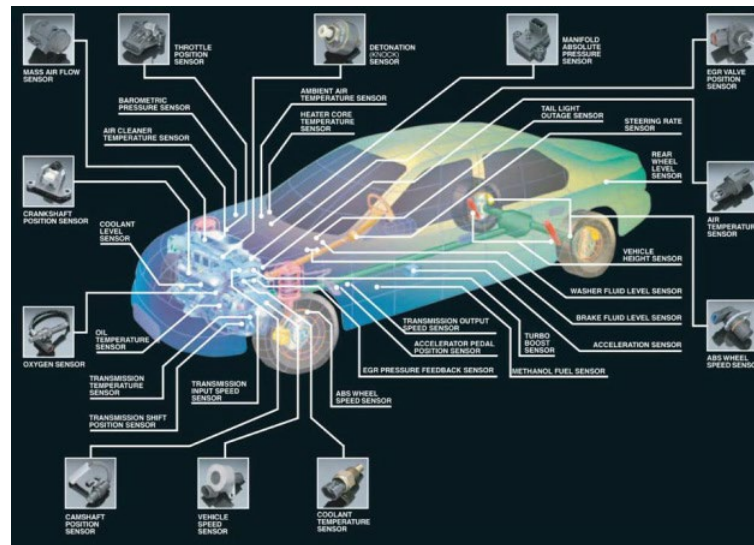 MASS AIR FLOW
SENSOR
THROTTLE
POSITION
SENSOR
DETONATION
(KNOCK)
SENSOR
MANIFOLD
ABSOLUTE
PRESSURE
SENSOR
EGR VALVE
POSITION
SENSOR
BAROMETRIC
PRESSURE SENSOR
AMBIENT AIR
TEMPERATURE SENSOR
TAIL LIGHT
OUTAGE SENSOR
STEERING RATE
SENSOR
AIR CLEANER
TEMPERATURE SENSOR
HEATER CORE
TEMPERATURE
SENSOR
REAR
WHEEL
LEVEL
SENSOR
CRANKSHAFT
POSITION SENSOR
AIR
TEMPERATURE
SENSOR
COOLANT
LEVEL
SENSOR
VEHICLE
HEIGHT SENSOR
WASHER FLUID LEVEL SENSOR
OIL
TEMPERATURE
SENSOR
OXYGEN SENSOR
TRANSMISSION OUTPUT
SPEED SENSOR
BRAKE FLUID LEVEL SENSOR
ACCELERATOR PEDAL
POSITION SENSOR
TURBO
BOOST
SENSOR
ACCELERATION SENSOR
ABS WHEEL
SPEED SENSOR
TRANSMISSION
TEMPERATURE
SENSOR
TRANSMISSION
INPUT SPEED
SENSOR
EGR PRESSURE FEEDBACK SENSOR
METHANOL FUEL SENSOR
ABS WHEEL
SPEED SENSOR
TRANSMISSION SHIFT
POSITION SENSOR
CAMSHAFT
POSITION
SENSOR
VEHICLE
SPEED
SENSOR
COOLANT
TEMPERATURE
SENSOR